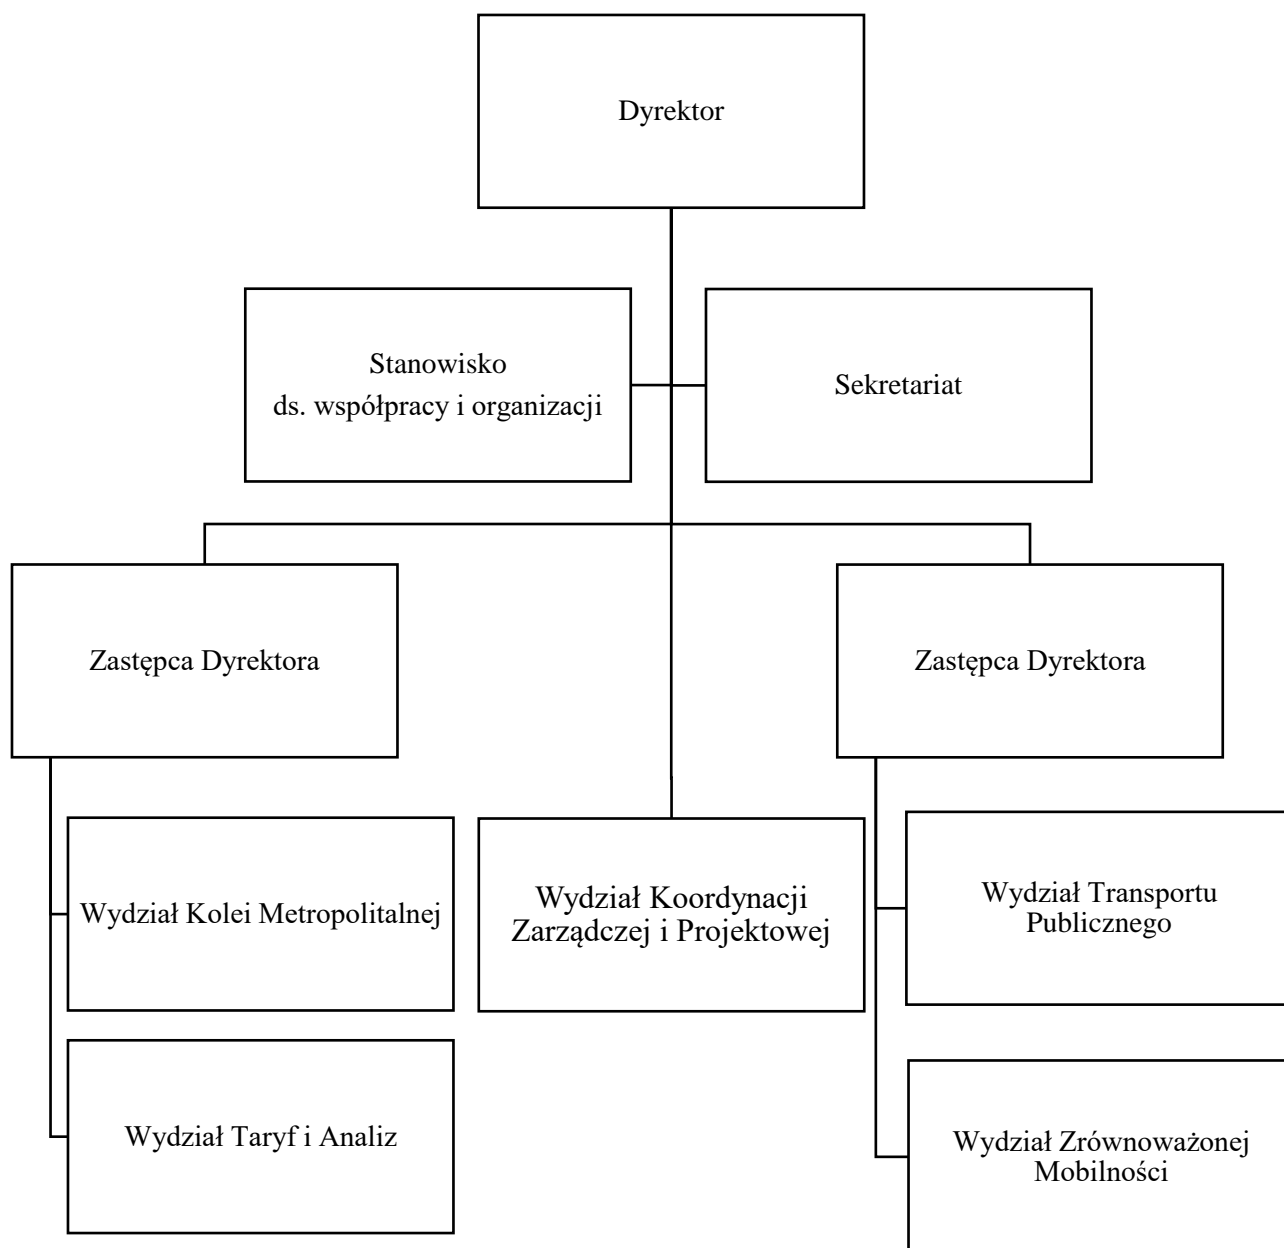 Dyrektor
Stanowisko
ds. współpracy i organizacji
Sekretariat
Zastępca Dyrektora
Zastępca Dyrektora
Wydział Kolei Metropolitalnej
Wydział Koordynacji
Zarządczej i Projektowej
Wydział Transportu
Publicznego
Wydział Taryf i Analiz
Wydział Zrównoważonej
Mobilności